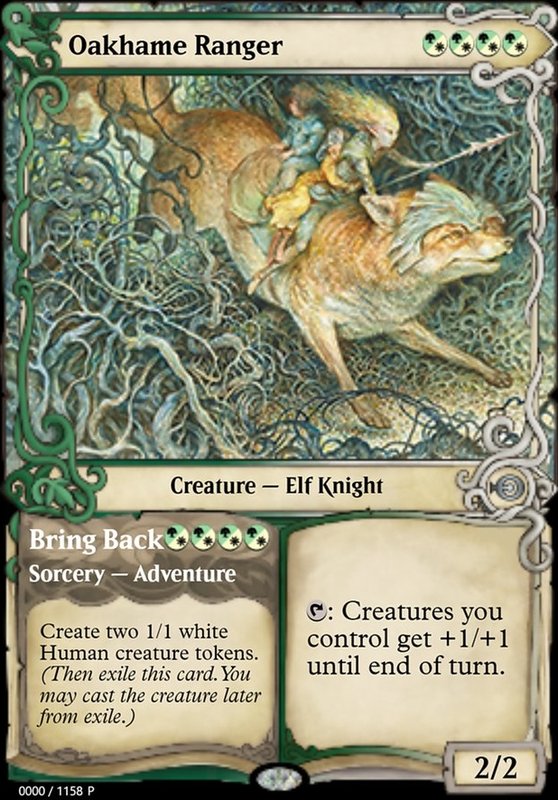 Oakhame Ranger
Creature — Elf Knight
Bring Back
Sorcery — Adventure
Create two 1/1 white
Human creature tokens.
(Then exile this card. You
may cast the creature later
from exile.)
: Creatures you
control get +1/+1
until end of turn.
2/2
0000 / 1158 P